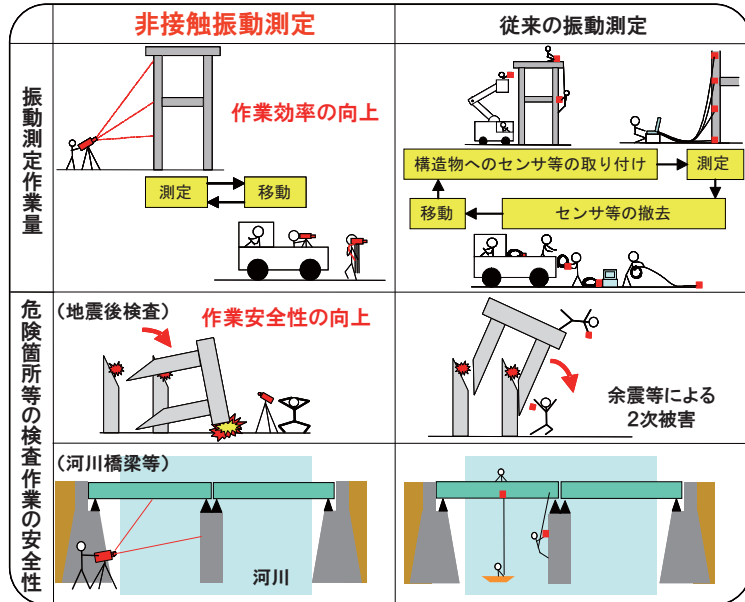 非接触振動測定
従来の振動測定
振動測定作業量
作業効率の向上
測定
移動
構造物へのセンサ等の取り付け
測定
移動
センサ等の撤去
危険箇所等の検査作業の安全性
（地震後検査）
作業安全性の向上
余震等による
2次被害
（河川橋梁等）
河川